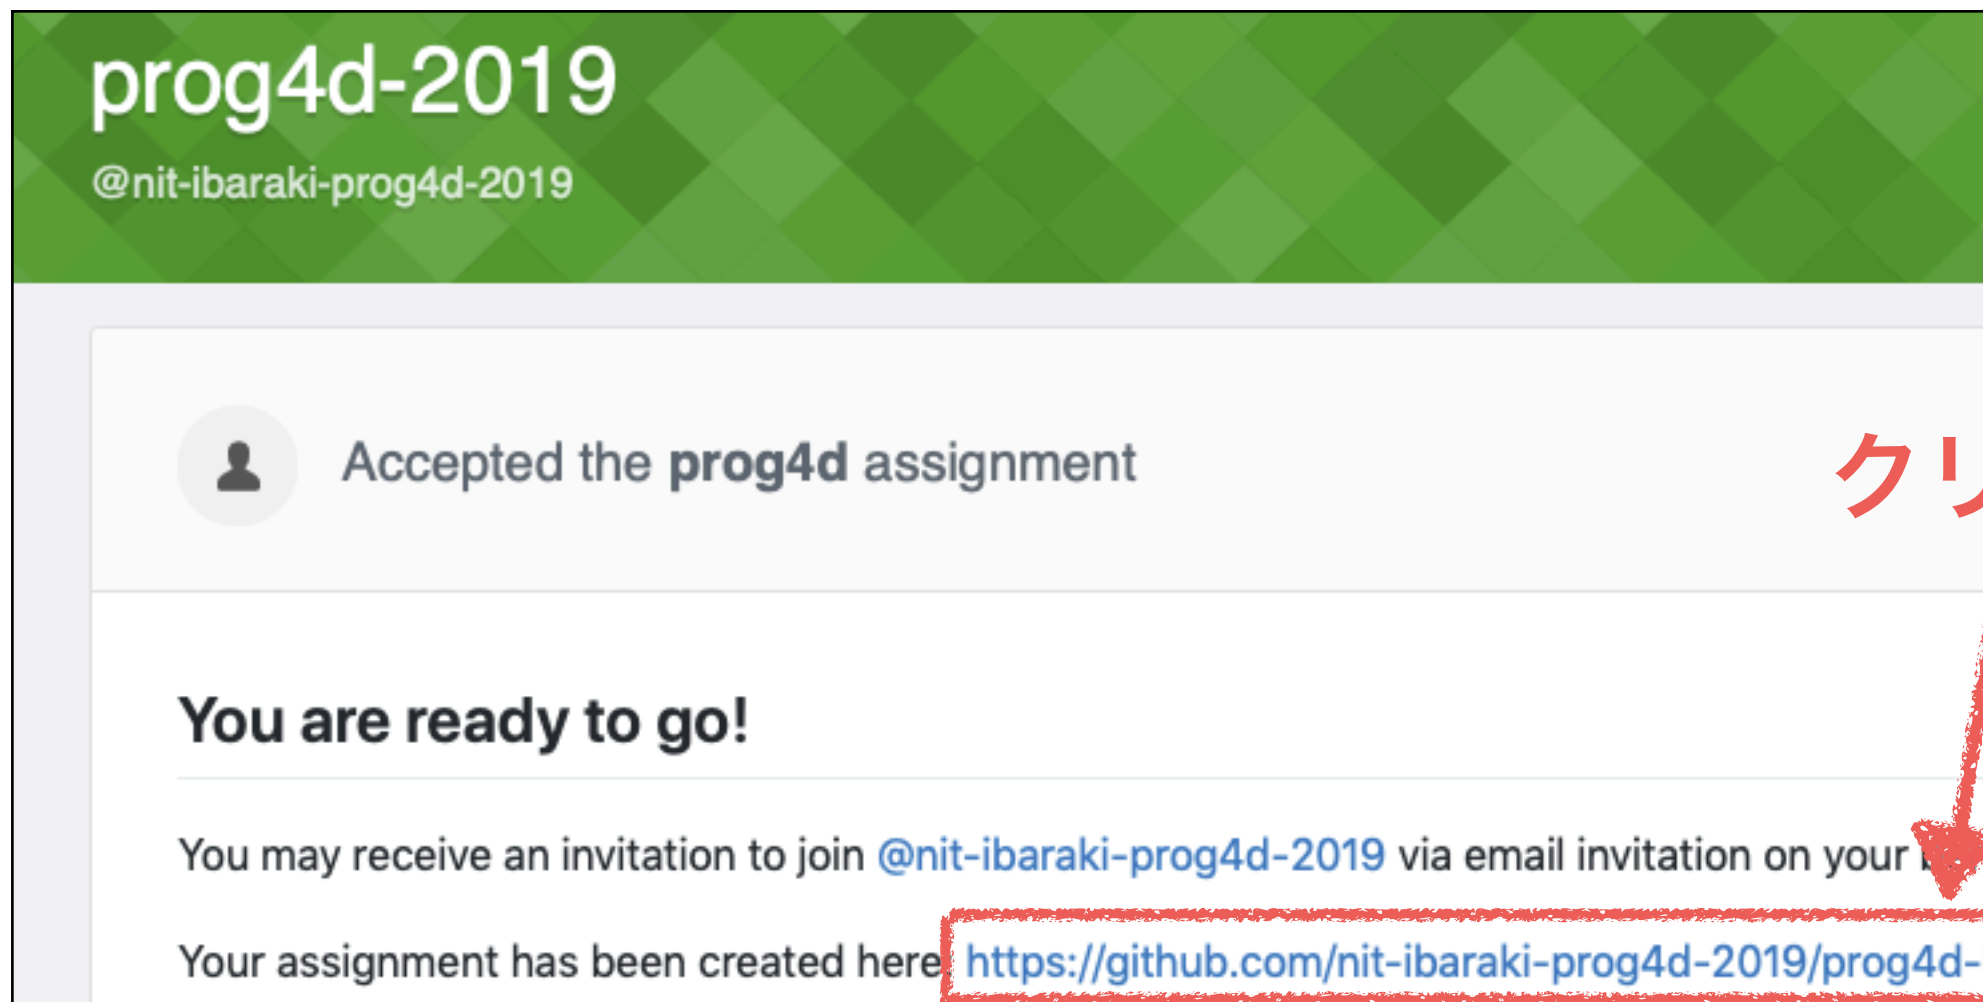 prog4d-2019
@nit-ibaraki-prog4d-2019
Accepted the prog4d assignment
クリ
You are ready to go!
You may receive an invitation to join @nit-ibaraki-prog4d-2019 via email invitation on your
Your assignment has been created here https://github.com/nit-ibaraki-prog4d-2019/prog4d-